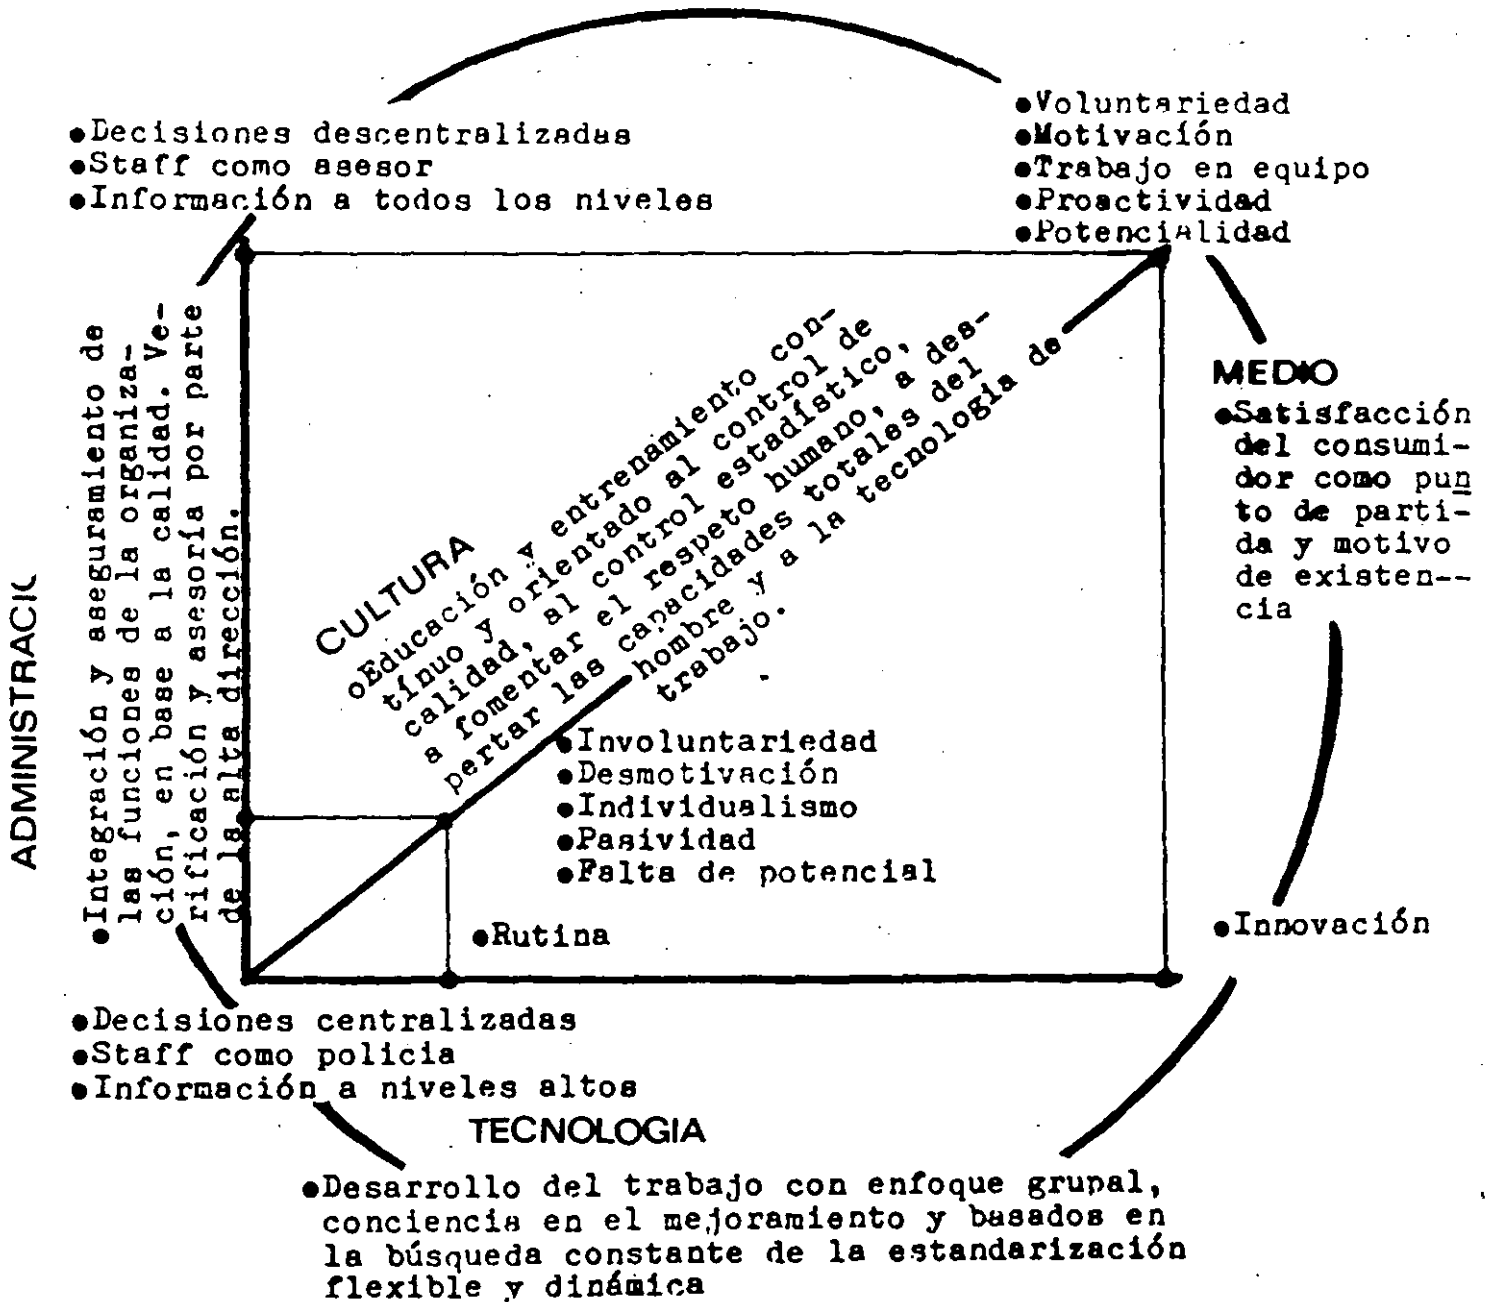 ●Decisiones descentralizadas
●Staff como asesor
●Información a todos los niveles
●Voluntariedad
●Motivación
●Trabajo en equipo
●Proactividad
●Potencialidad
ADMINISTRACI
●Integración y aseguramiento de
las funciones de la organiza-
ción, en base a la calidad. Ve-
rificación y asesoría por parte
de la alta dirección.
CULTURA
oEducación y entrenamiento con-
tínuo y orientado al control de
calidad, al control estadístico,
a fomentar el respeto humano, a des-
pertar las capacidades totales del
hombre y a la tecnología de
trabajo.
MEDIO
●Satisfacción
del consumi-
dor como pun
to de parti-
da y motivo
de existen--
cia
●Involuntariedad
●Desmotivación
●Individualismo
●Pasividad
●Falta de potencial
●Rutina
●Innovación
●Decisiones centralizadas
●Staff como policia
●Información a niveles altos
TECNOLOGIA
●Desarrollo del trabajo con enfoque grupal,
conciencia en el mejoramiento y basados en
la búsqueda constante de la estandarización
flexible y dinámica